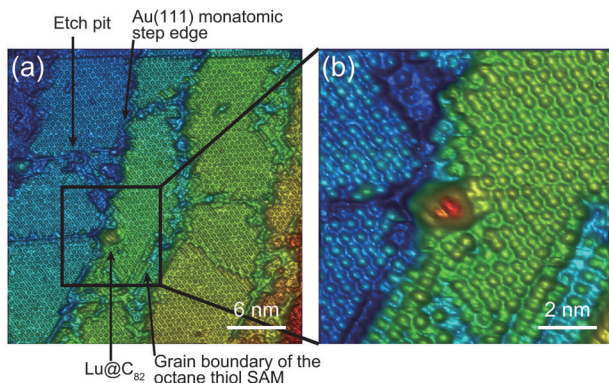 Etch pit
Au(111) monatomic
step edge
(a)
(b)
6 nm
2 nm
Lu@C82
Grain boundary of the
octane thiol SAM